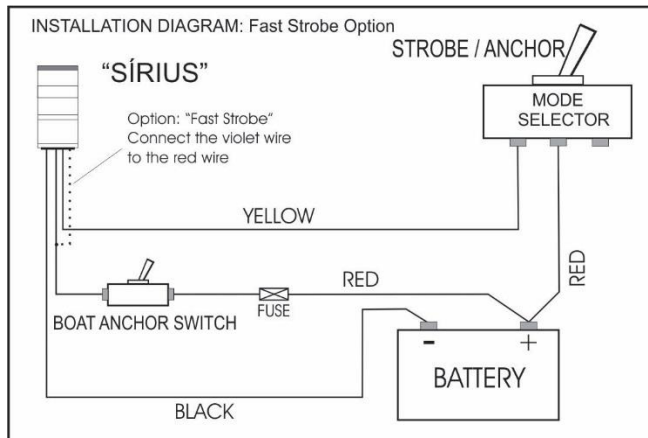 INSTALLATION DIAGRAM: Fast Strobe Option
STROBE / ANCHOR
"SÍRIUS"
MODE
SELECTOR
Option: "Fast Strobe"
Connect the violet wire
to the red wire
YELLOW
RED
RED
FUSE
BOAT ANCHOR SWITCH
- +
BATTERY
BLACK